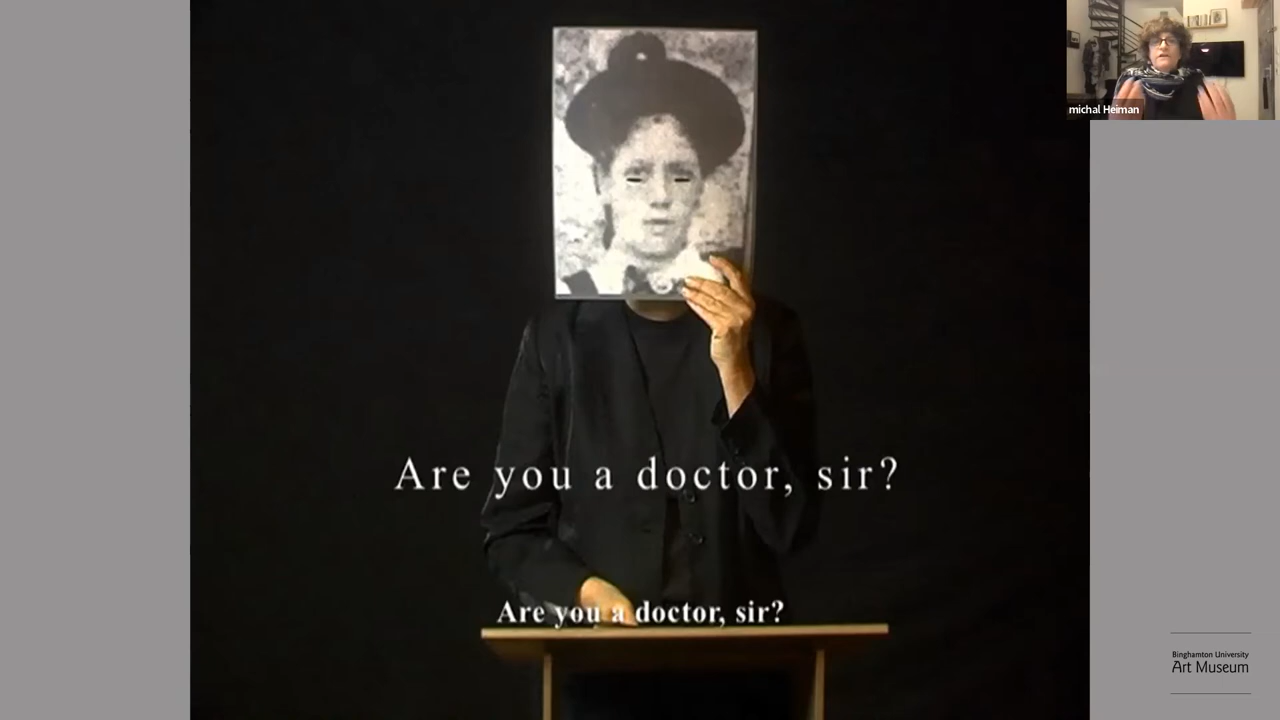 michal Heiman
Are you a doctor, sir?
Are you a doctor, sir?
Binghamton University
Art Museum